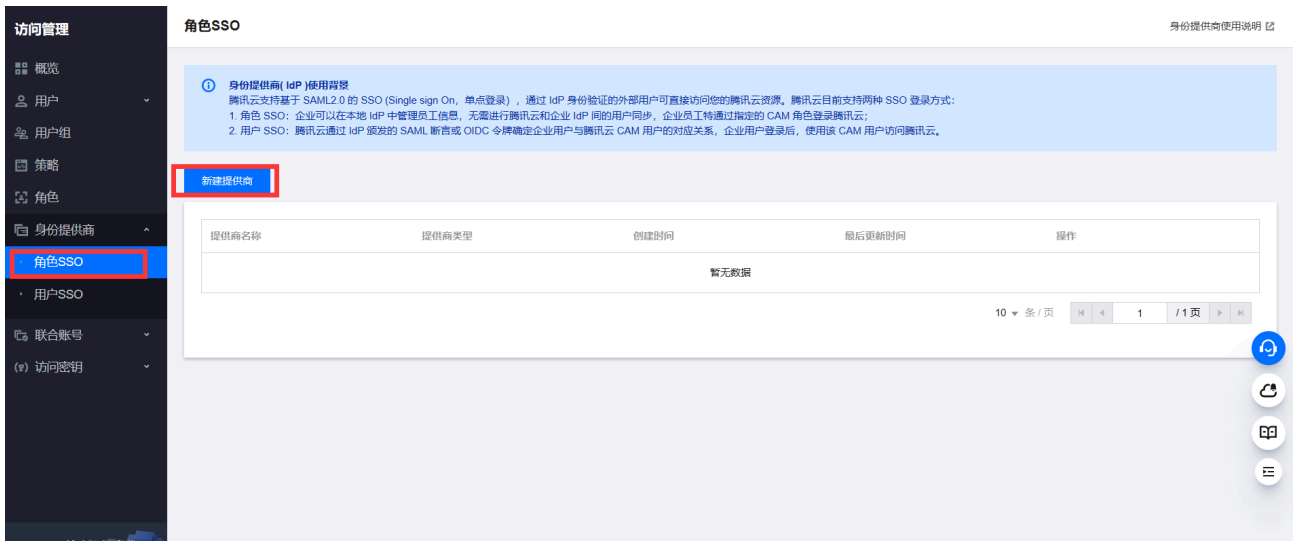 访问管理
概览
用户
用户组
策略
角色
身份提供商
角色SSO
用户SSO
联合账号
访问密钥
角色SSO
身份提供商使用说明
身份提供商( IdP )使用背景
腾讯云支持基于 SAML2.0 的 SSO (Single sign On，单点登录），通过 IdP 身份验证的外部用户可直接访问您的腾讯云资源。腾讯云目前支持两种 SSO 登录方式：
1. 角色 SSO：企业可以在本地 IdP 中管理员工信息，无需进行腾讯云和企业 IdP 间的用户同步，企业员工特通过指定的 CAM 角色登录腾讯云；
2. 用户 SSO：腾讯云通过 IdP 颁发的 SAML 断言或 OIDC 令牌确定企业用户与腾讯云 CAM 用户的对应关系，企业用户登录后，使用该 CAM 用户访问腾讯云。
新建提供商
提供商名称 提供商类型 创建时间 最后更新时间 操作
暂无数据
10 条 / 页 1 / 1 页